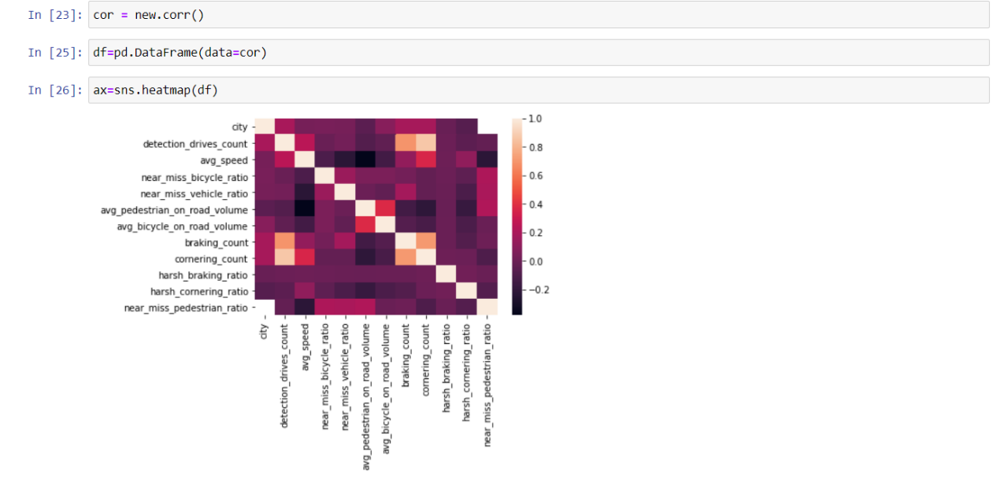 In [23]: cor = new.corr()
In [25]: df=pd.DataFrame(data=cor)
In [26]: ax=sns.heatmap(df)
city
detection_drives_count
avg_speed
near_miss_bicycle_ratio
near_miss_vehicle_ratio
avg_pedestrian_on_road_volume
avg_bicycle_on_road_volume
braking_count
cornering_count
harsh_braking_ratio
harsh_cornering_ratio
near_miss_pedestrian_ratio
1.0
0.8
0.6
0.4
0.2
0.0
−0.2
city
detection_drives_count
avg_speed
near_miss_bicycle_ratio
near_miss_vehicle_ratio
avg_pedestrian_on_road_volume
avg_bicycle_on_road_volume
braking_count
cornering_count
harsh_braking_ratio
harsh_cornering_ratio
near_miss_pedestrian_ratio